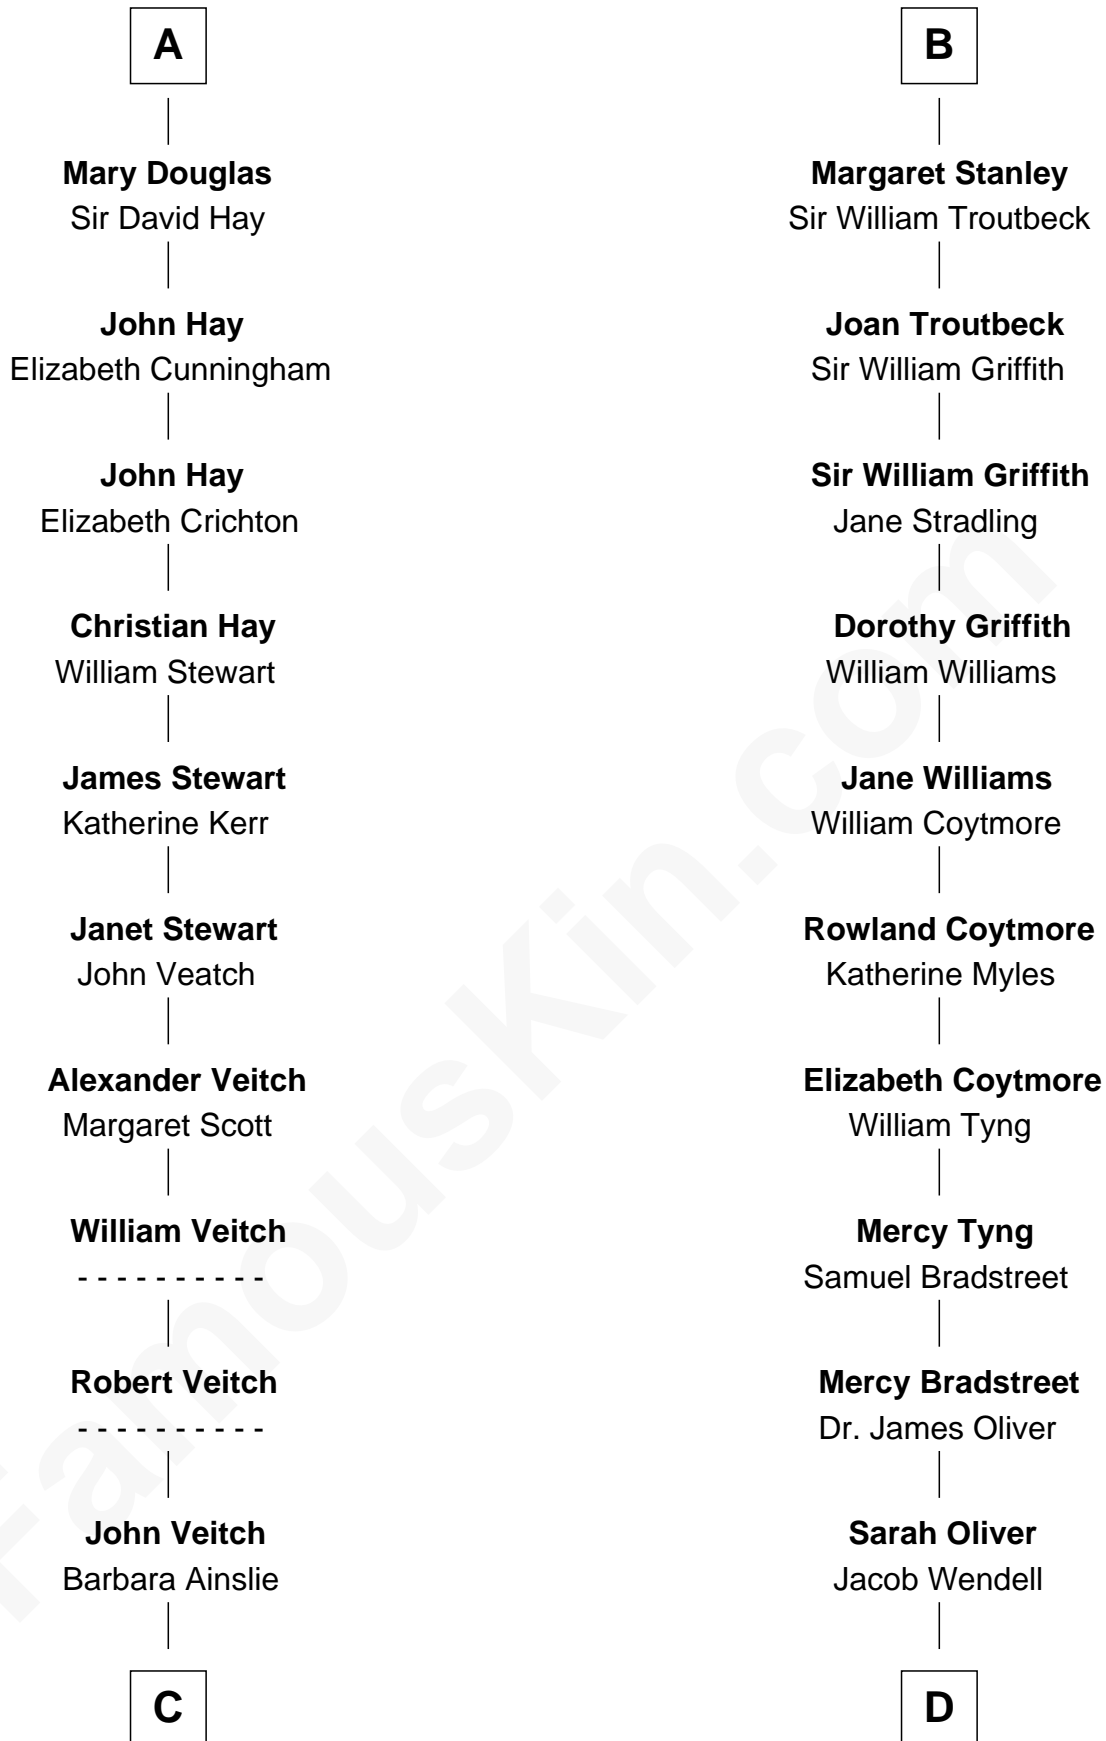 A
Mary Douglas
Sir David Hay
John Hay
Elizabeth Cunningham
John Hay
Elizabeth Crichton
Christian Hay
William Stewart
James Stewart
Katherine Kerr
Janet Stewart
John Veatch
Alexander Veitch
Margaret Scott
William Veitch
- - - - - - - - - -
Robert Veitch
- - - - - - - - - -
John Veitch
Barbara Ainslie
C
B
Margaret Stanley
Sir William Troutbeck
Joan Troutbeck
Sir William Griffith
Sir William Griffith
Jane Stradling
Dorothy Griffith
William Williams
Jane Williams
William Coytmore
Rowland Coytmore
Katherine Myles
Elizabeth Coytmore
William Tyng
Mercy Tyng
Samuel Bradstreet
Mercy Bradstreet
Dr. James Oliver
Sarah Oliver
Jacob Wendell
D
FamousKin.com